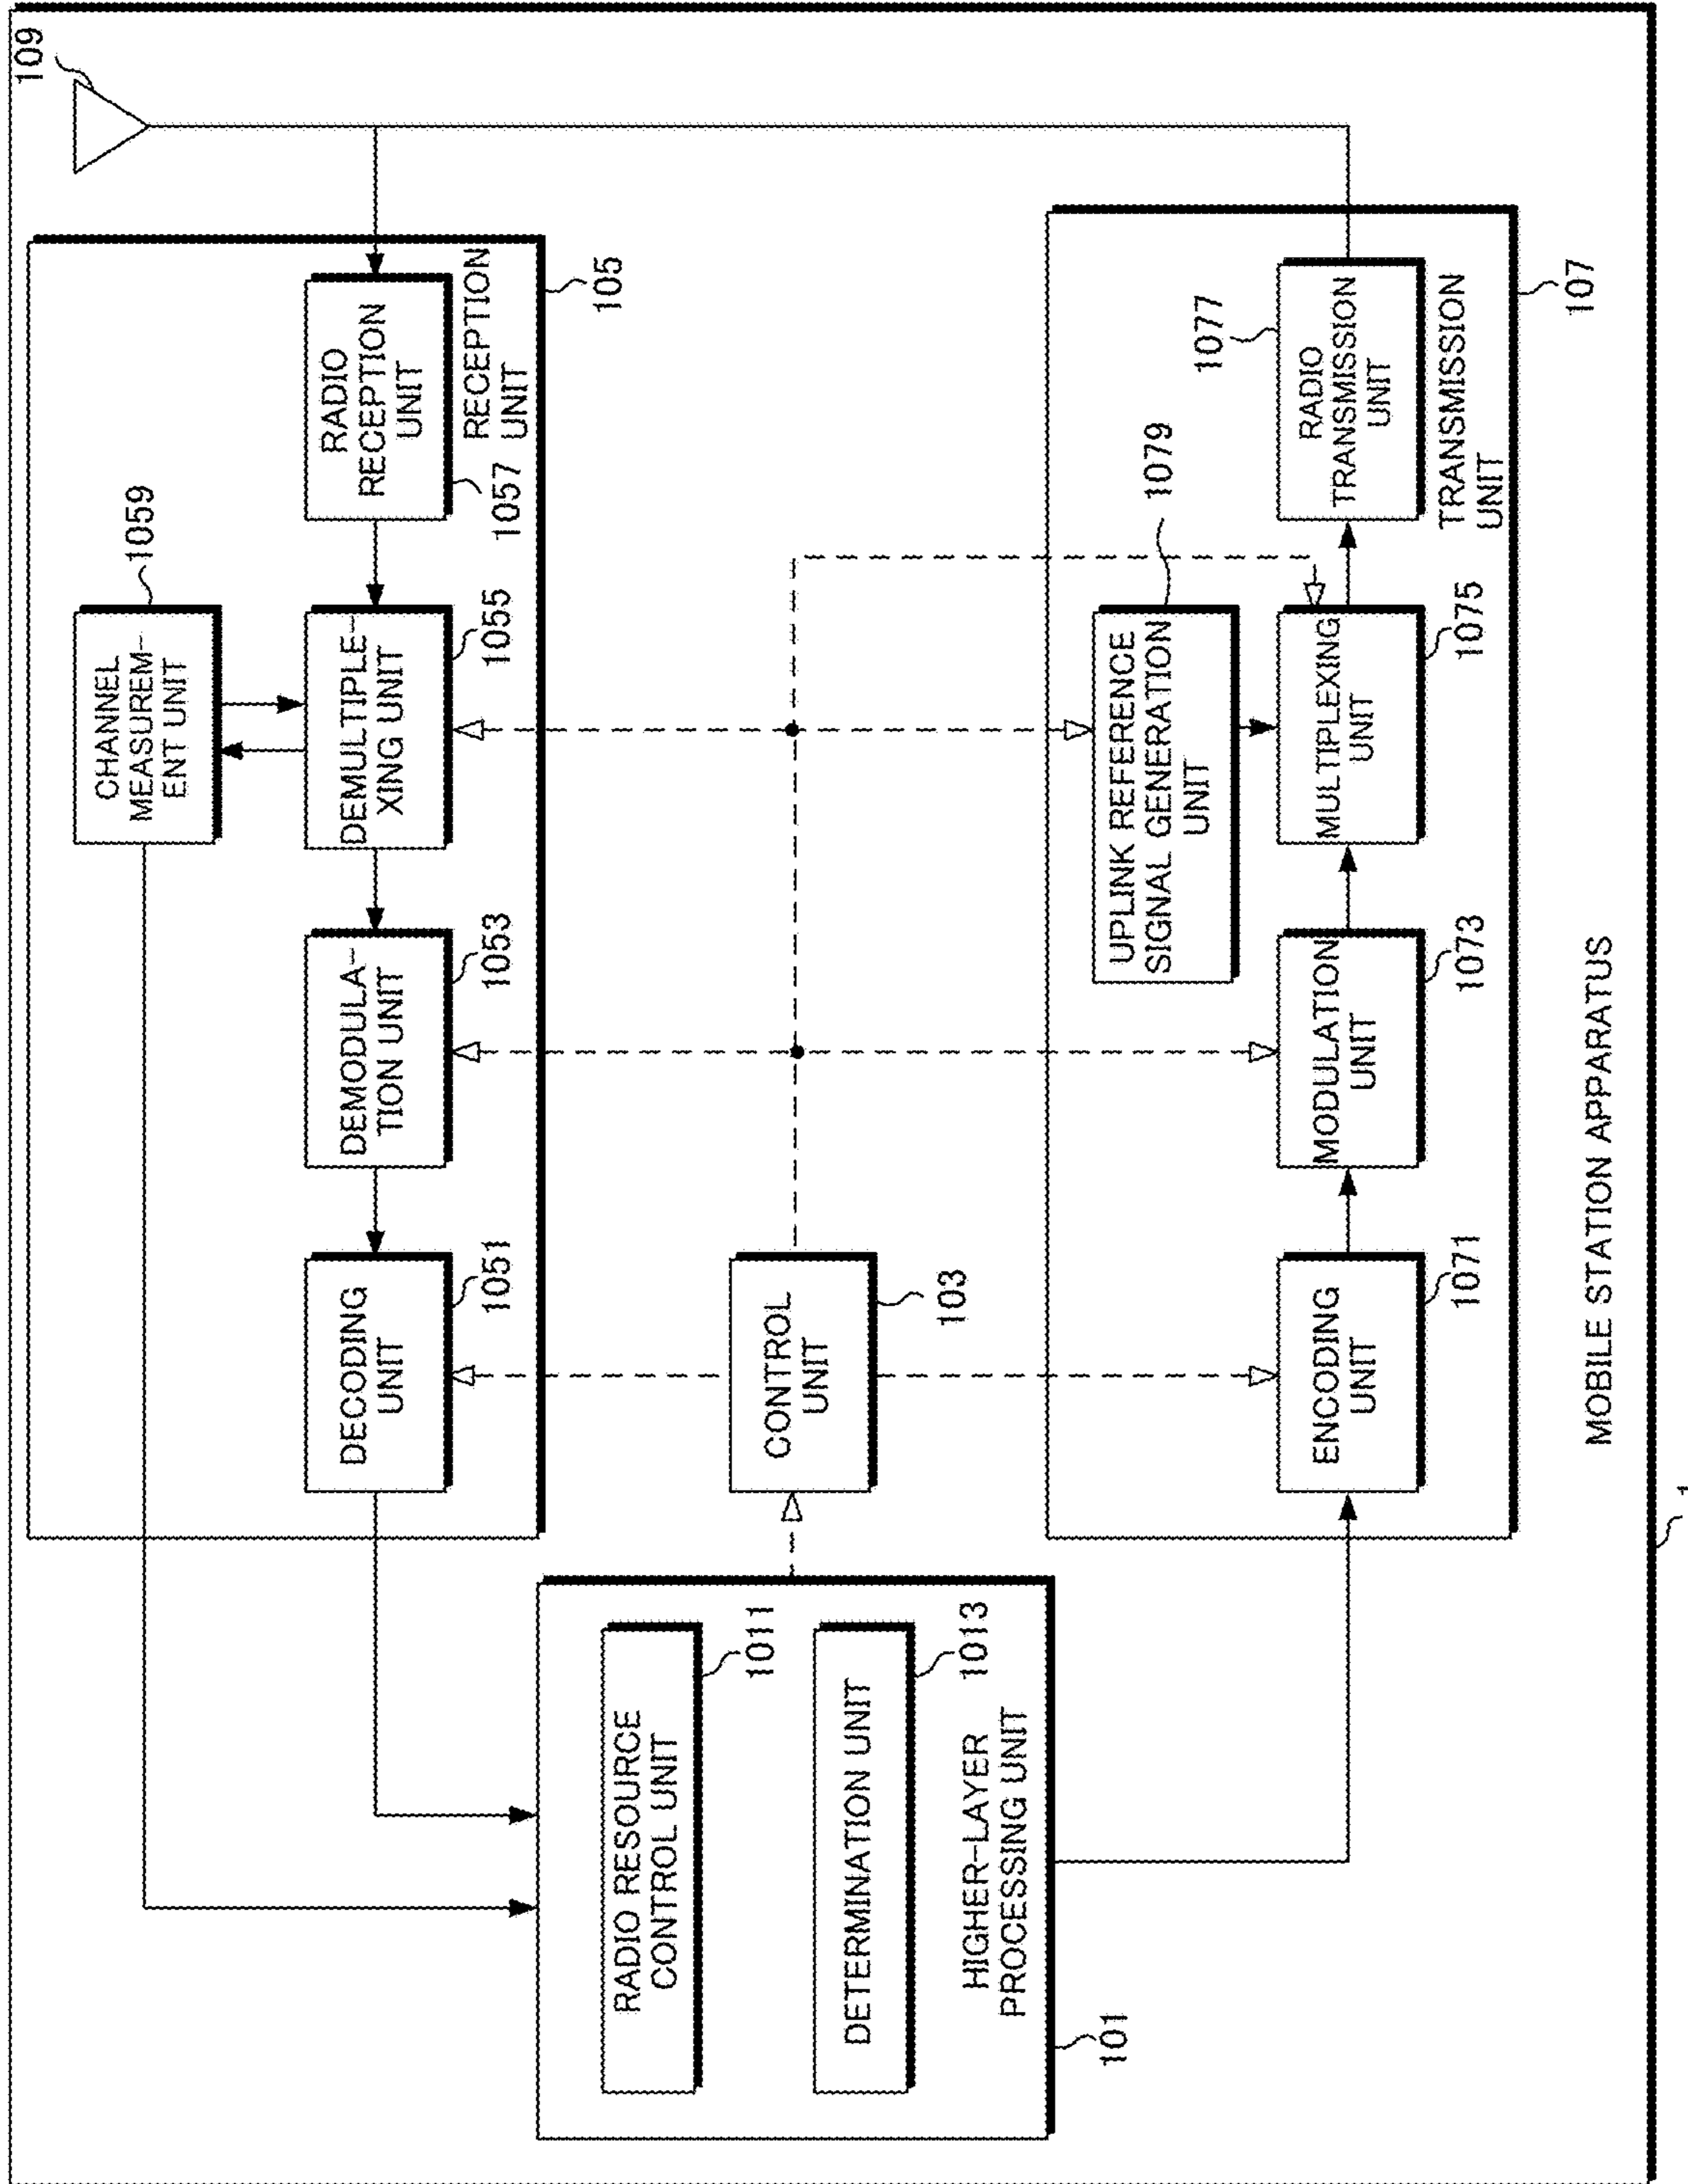 109
RADIO
RECEPTION
UNIT
1057
RECEPTION
UNIT
105
CHANNEL
MEASUREM-
ENT UNIT
1059
DEMULTIPLE-
XING UNIT
1055
DEMODULA-
TION UNIT
1053
DECODING
UNIT
1051
CONTROL
UNIT
103
RADIO RESOURCE
CONTROL UNIT
1011
DETERMINATION UNIT
1013
HIGHER-LAYER
PROCESSING UNIT
101
UPLINK REFERENCE
SIGNAL GENERATION
UNIT
1079
ENCODING
UNIT
1071
MODULATION
UNIT
1073
MULTIPLEXING
UNIT
1075
RADIO
TRANSMISSION
UNIT
1077
TRANSMISSION
UNIT
107
MOBILE STATION APPARATUS
1